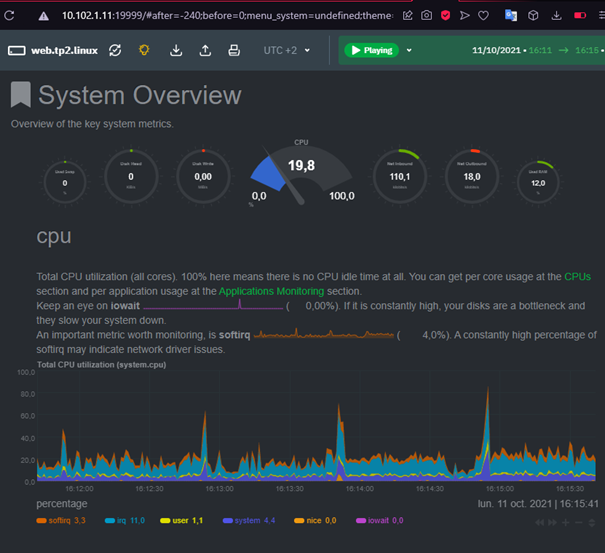 10.102.1.11:19999/#after=-240;before=0;menu_system=undefined;theme=
web.tp2.linux
UTC +2
Playing
11/10/2021 • 16:11 → 16:15
System Overview
Overview of the key system metrics.
Used Swap
0
%
Disk Read
0
Disk Write
0,00
CPU
19,8
0,0
100,0
%
Net Inbound
110,1
Net Outbound
18,0
Used RAM
12,0
%
cpu
Total CPU utilization (all cores). 100% here means there is no CPU idle time at all. You can get per core usage at the CPUs
section and per application usage at the Applications Monitoring section.
Keep an eye on iowait ( 0,00%). If it is constantly high, your disks are a bottleneck and
they slow your system down.
An important metric worth monitoring, is softirq ( 4,0%). A constantly high percentage of
softirq may indicate network driver issues.
Total CPU utilization (system.cpu)
100,0
80,0
60,0
40,0
20,0
0,0
16:12:00 16:12:30 16:13:00 16:13:30 16:14:00 16:14:30 16:15:00 16:15:30
percentage
lun. 11 oct. 2021 | 16:15:41
softirq 3,3 irq 11,0 user 1,1 system 4,4 nice 0,0 iowait 0,0